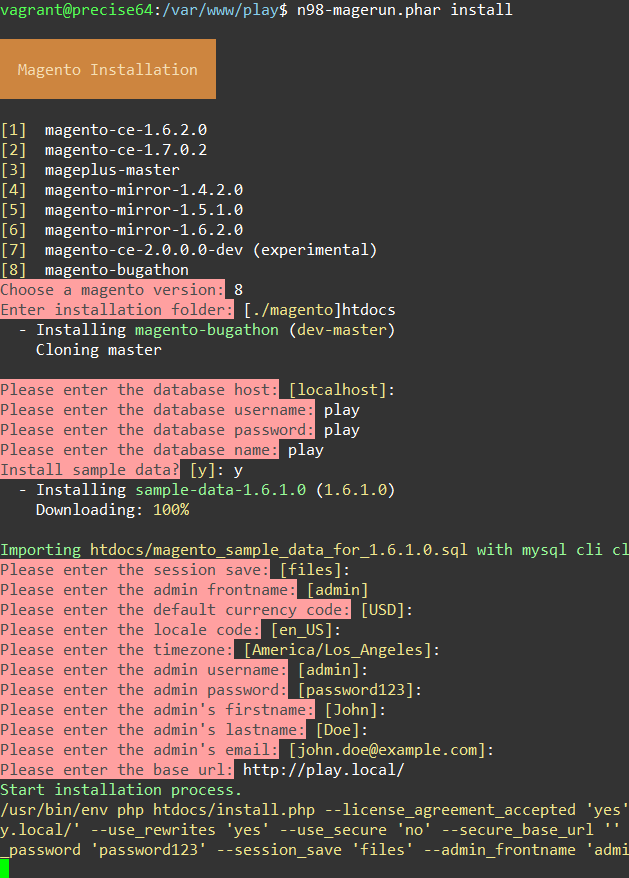 vagrant@precise64:/var/www/play$ n98-magerun.phar install
Magento Installation
[1]  magento-ce-1.6.2.0
[2]  magento-ce-1.7.0.2
[3]  mageplus-master
[4]  magento-mirror-1.4.2.0
[5]  magento-mirror-1.5.1.0
[6]  magento-mirror-1.6.2.0
[7]  magento-ce-2.0.0.0-dev (experimental)
[8]  magento-bugathon
Choose a magento version: 8
Enter installation folder: [./magento]htdocs
  - Installing magento-bugathon (dev-master)
    Cloning master
Please enter the database host: [localhost]:
Please enter the database username: play
Please enter the database password: play
Please enter the database name: play
Install sample data? [y]: y
  - Installing sample-data-1.6.1.0 (1.6.1.0)
    Downloading: 100%
Importing htdocs/magento_sample_data_for_1.6.1.0.sql with mysql cli cl
Please enter the session save: [files]:
Please enter the admin frontname: [admin]
Please enter the default currency code: [USD]:
Please enter the locale code: [en_US]:
Please enter the timezone: [America/Los_Angeles]:
Please enter the admin username: [admin]:
Please enter the admin password: [password123]:
Please enter the admin's firstname: [John]:
Please enter the admin's lastname: [Doe]:
Please enter the admin's email: [john.doe@example.com]:
Please enter the base url: http://play.local/
Start installation process.
/usr/bin/env php htdocs/install.php --license_agreement_accepted 'yes'
y.local/' --use_rewrites 'yes' --use_secure 'no' --secure_base_url ''
_password 'password123' --session_save 'files' --admin_frontname 'admi